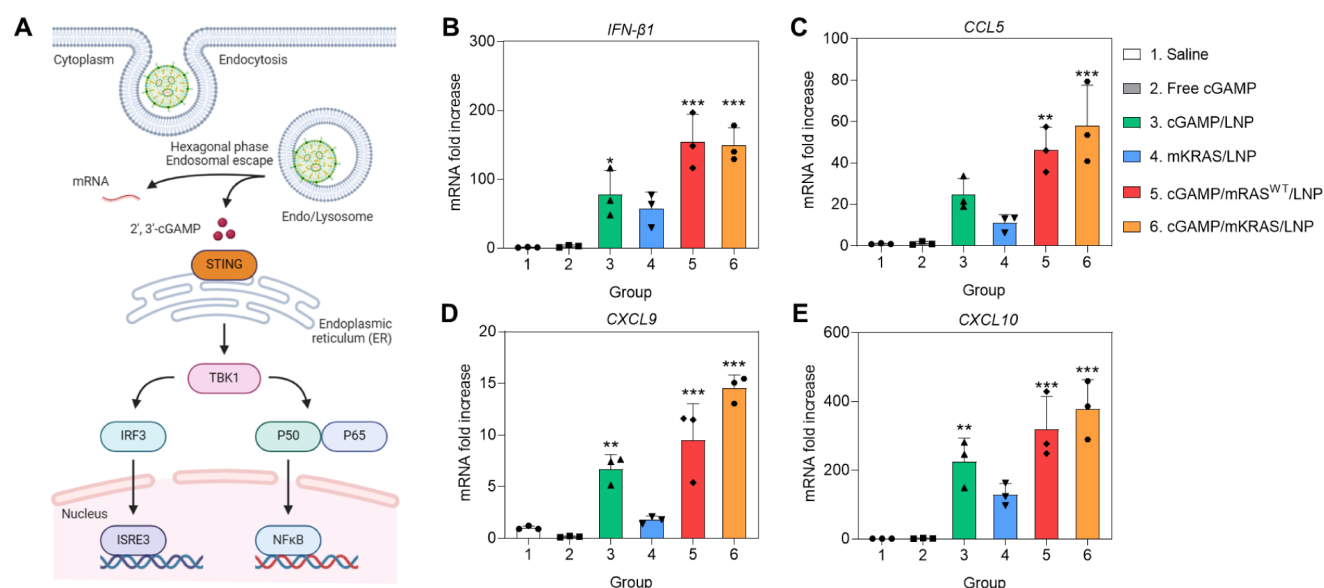 A
Cytoplasm
Endocytosis
Hexagonal phase
Endosomal escape
mRNA
Endo/Lysosome
2', 3'-cGAMP
STING
Endoplasmic
reticulum (ER)
TBK1
IRF3
P50
P65
Nucleus
ISRE3
NFκB
B
IFN-β1
mRNA fold increase
300
200
100
0
*
***
***
1 2 3 4 5 6
Group
C
CCL5
mRNA fold increase
100
80
60
40
20
0
**
***
1 2 3 4 5 6
Group
1. Saline
2. Free cGAMP
3. cGAMP/LNP
4. mKRAS/LNP
5. cGAMP/mRAS^WT/LNP
6. cGAMP/mKRAS/LNP
D
CXCL9
mRNA fold increase
20
15
10
5
0
**
***
***
1 2 3 4 5 6
Group
E
CXCL10
mRNA fold increase
600
400
200
0
**
***
***
1 2 3 4 5 6
Group